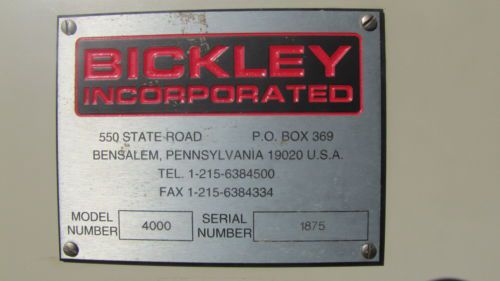 BICKLEY
INCORPORATED
550 STATE ROAD P.O. BOX 369
BENSALEM, PENNSYLVANIA 19020 U.S.A.
TEL. 1-215-6384500
FAX 1-215-6384334
MODEL NUMBER 4000 SERIAL NUMBER 1875